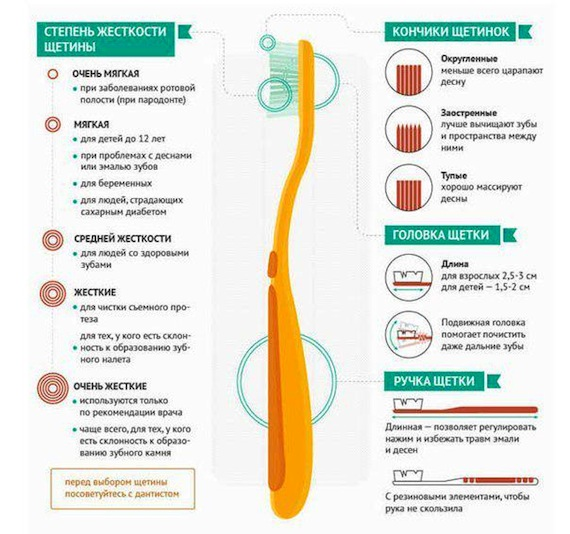 СТЕПЕНЬ ЖЕСТКОСТИ
ЩЕТИНЫ
ОЧЕНЬ МЯГКАЯ
при заболеваниях ротовой
полости (при пародонте)
МЯГКАЯ
для детей до 12 лет
при проблемах с деснами
или эмалью зубов
для беременных
для людей, страдающих
сахарным диабетом
СРЕДНЕЙ ЖЕСТКОСТИ
для людей со здоровыми
зубами
ЖЕСТКИЕ
для чистки съемного про-
теза
для тех, у кого есть склон-
ность к образованию зуб-
ного налета
ОЧЕНЬ ЖЕСТКИЕ
используются только
по рекомендации врача
чаще всего, для тех, у кого
есть склонность к образо-
ванию зубного камня
перед выбором щетины
посоветуйтесь с дантистом
КОНЧИКИ ЩЕТИНОК
Округленные
меньше всего царапают
десну
Заостренные
лучше вычищают зубы
и пространства между
ними
Тупые
хорошо массируют
десны
ГОЛОВКА ЩЕТКИ
Длина
для взрослых 2,5-3 см
для детей — 1,5-2 см
Подвижная головка
помогает почистить
даже дальние зубы
РУЧКА ЩЕТКИ
Длинная — позволяет регулировать
нажим и избежать травм эмали
и десен
С резиновыми элементами, чтобы
рука не скользила